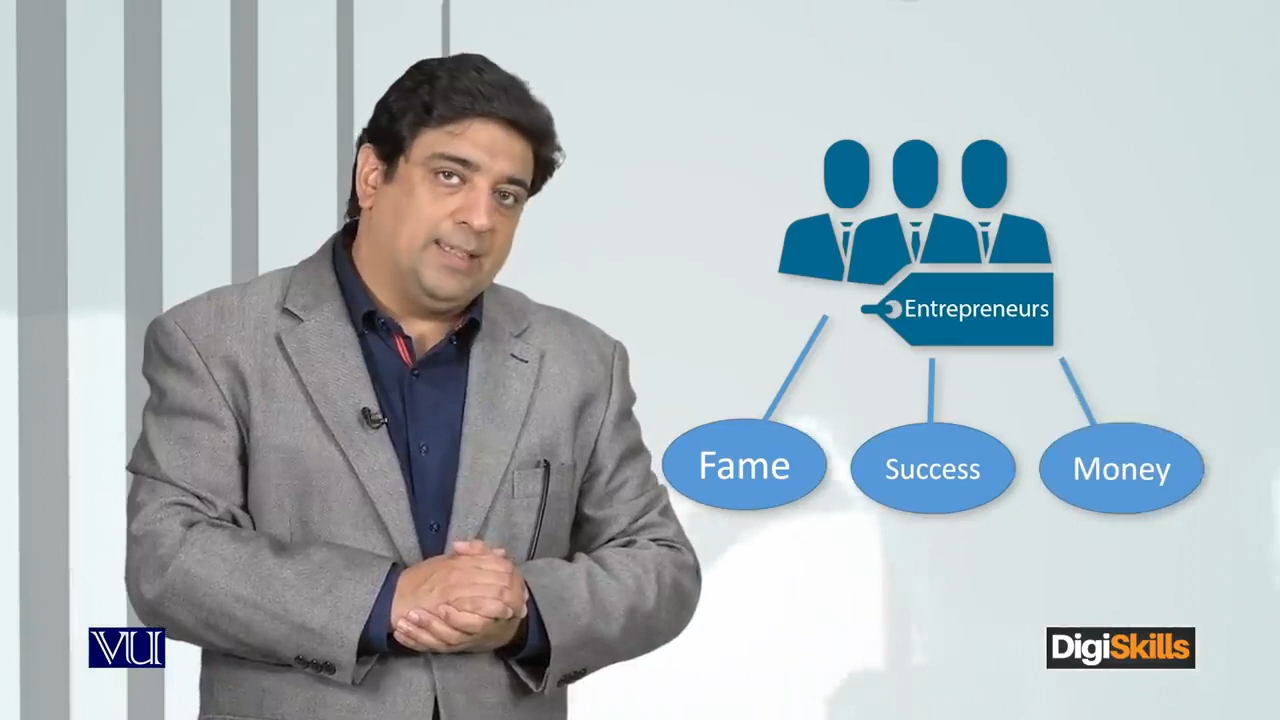 Entrepreneurs
Fame
Success
Money
VU
DigiSkills